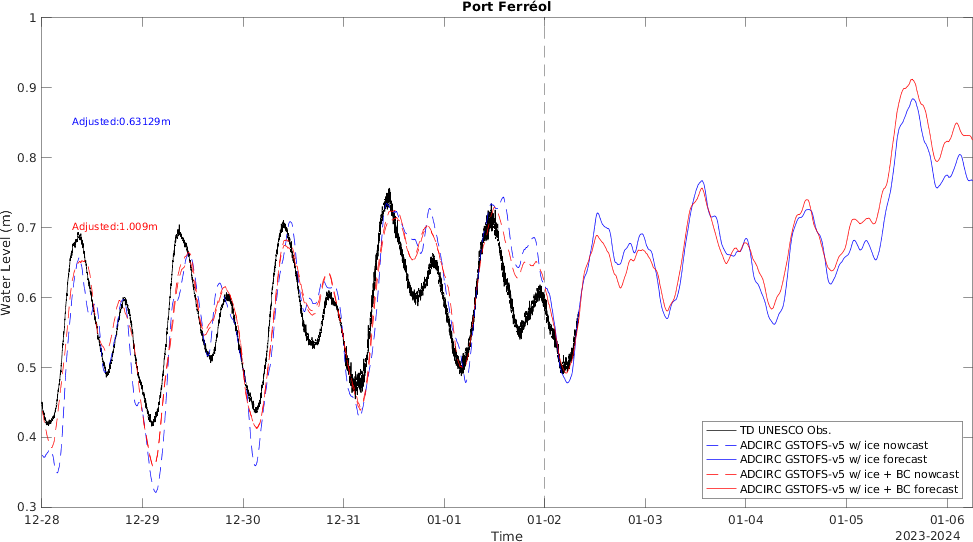 Port Ferréol
1
0.9
0.8
0.7
0.6
0.5
0.4
0.3
Water Level (m)
Adjusted:0.63129m
Adjusted:1.009m
TD UNESCO Obs.
ADCIRC GSTOFS-v5 w/ ice nowcast
ADCIRC GSTOFS-v5 w/ ice forecast
ADCIRC GSTOFS-v5 w/ ice + BC nowcast
ADCIRC GSTOFS-v5 w/ ice + BC forecast
12-28 12-29 12-30 12-31 01-01 01-02 01-03 01-04 01-05 01-06
Time
2023-2024